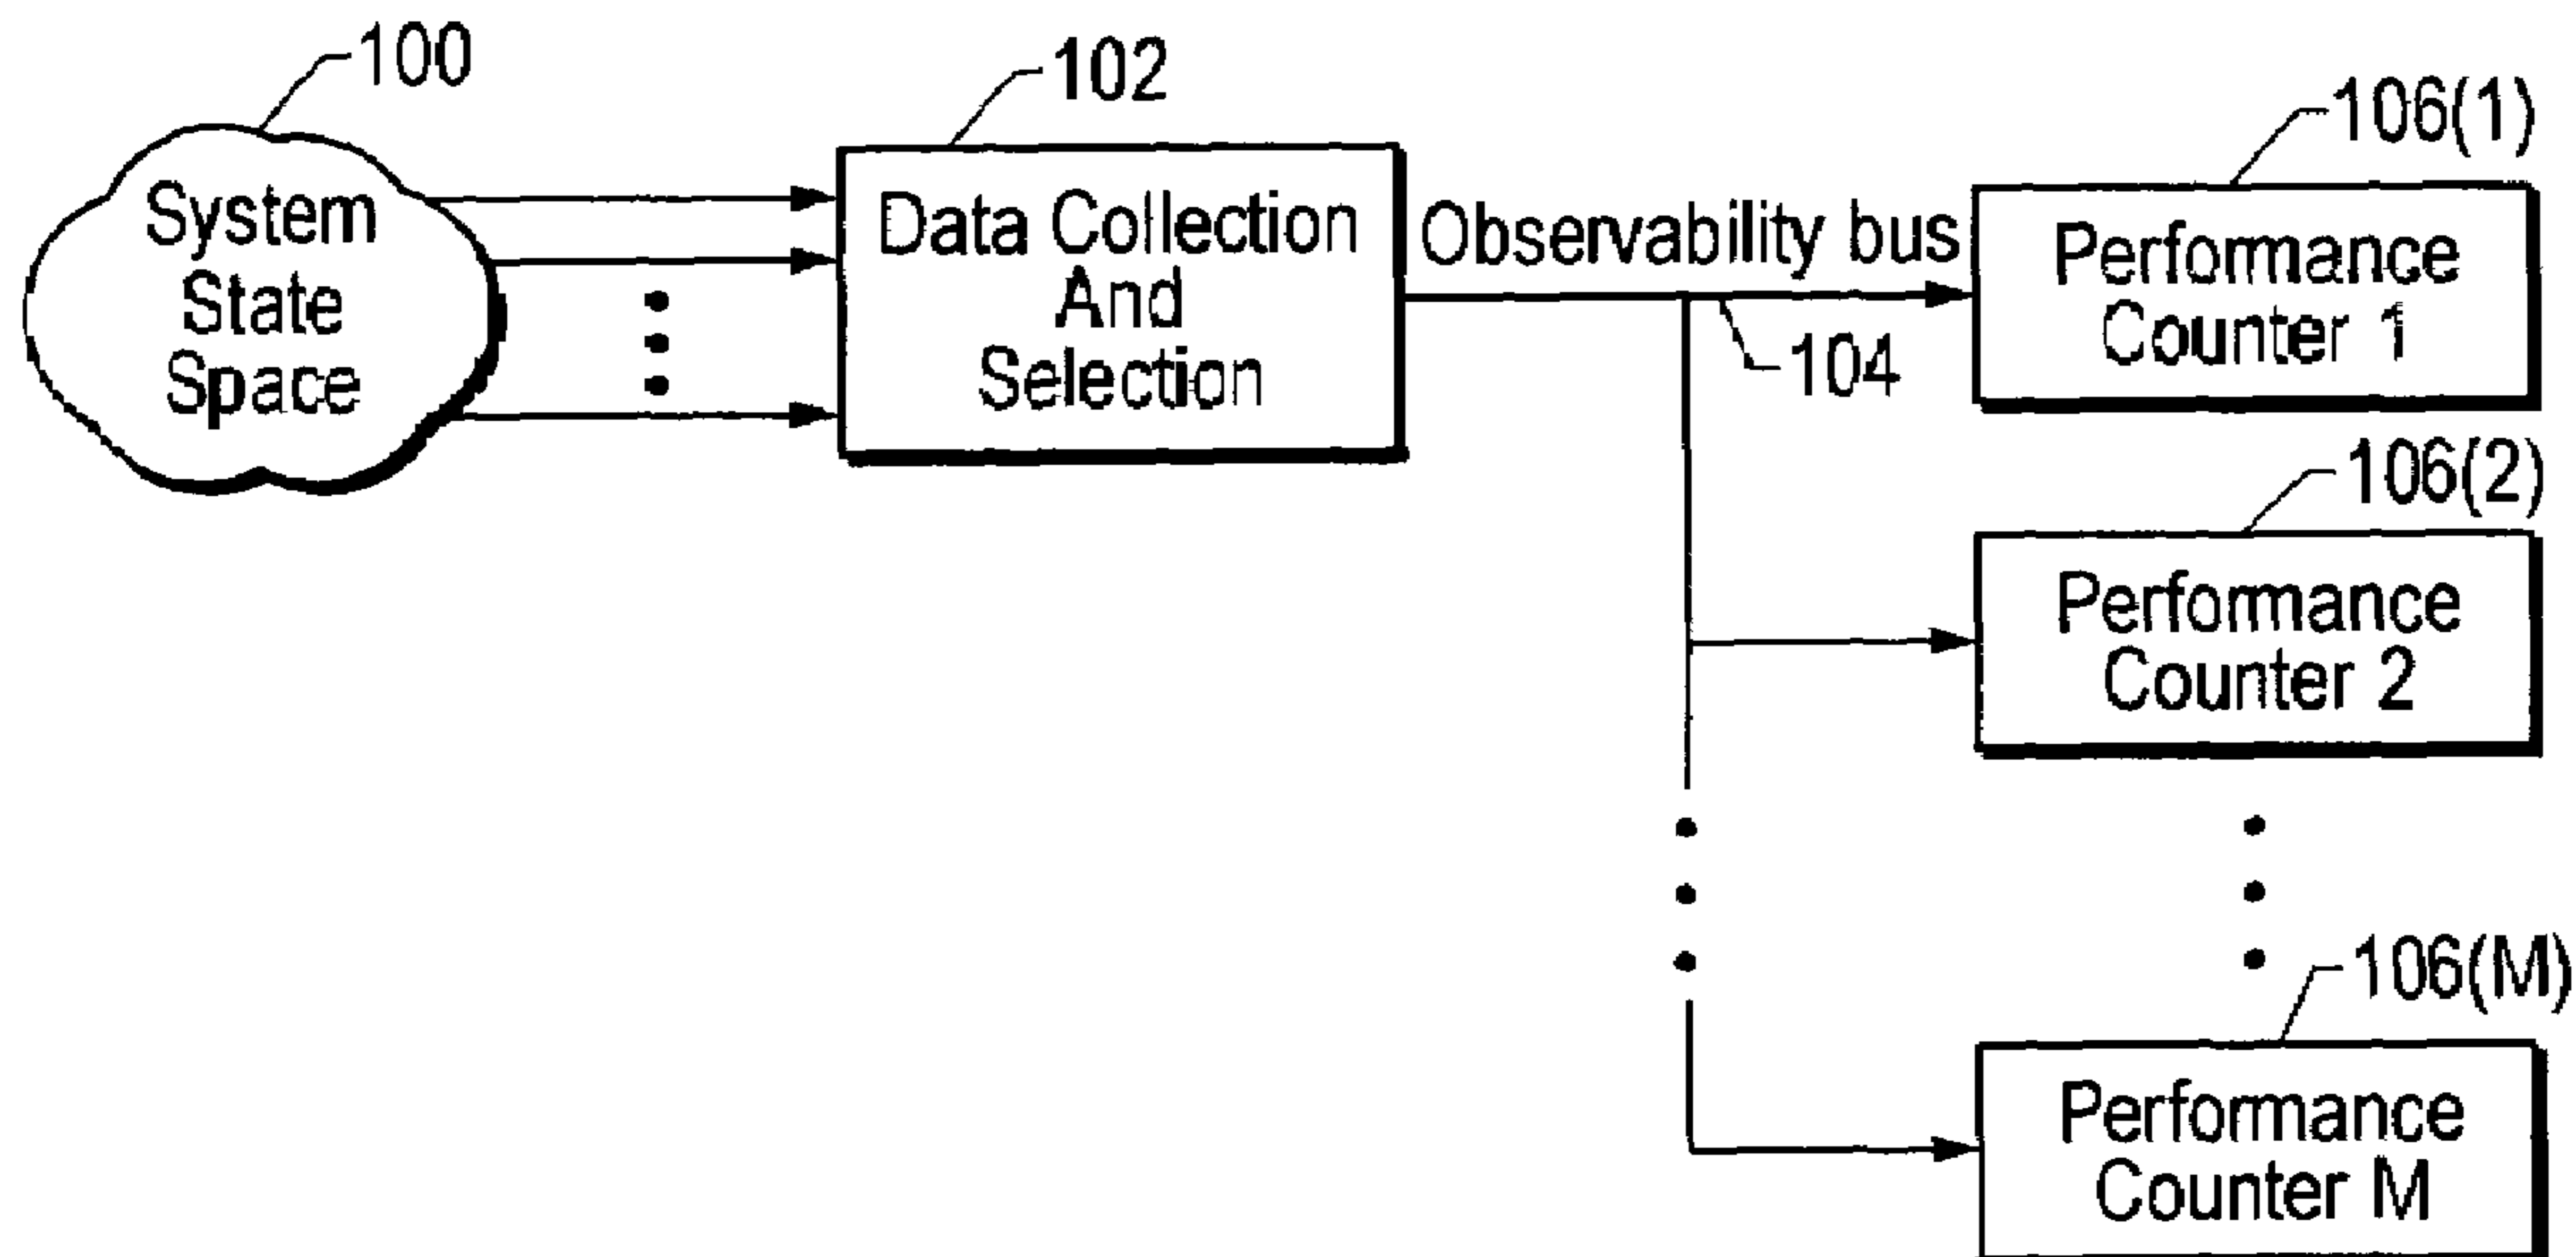 100
System
State
Space
102
Data Collection
And
Selection
Observability bus
104
106(1)
Performance
Counter 1
106(2)
Performance
Counter 2
106(M)
Performance
Counter M